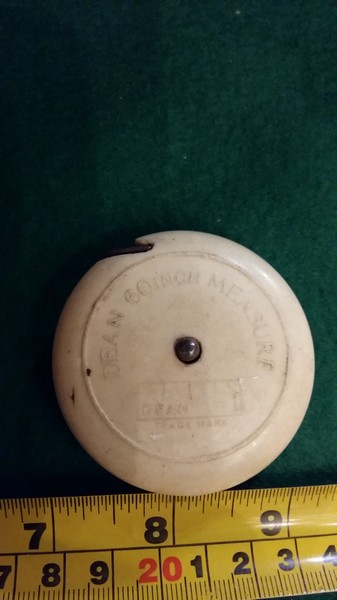 DEAN 60INCH MEASURE
DEAN
TRADE MARK
7 8 9
7 8 9 20 1 2 3 4